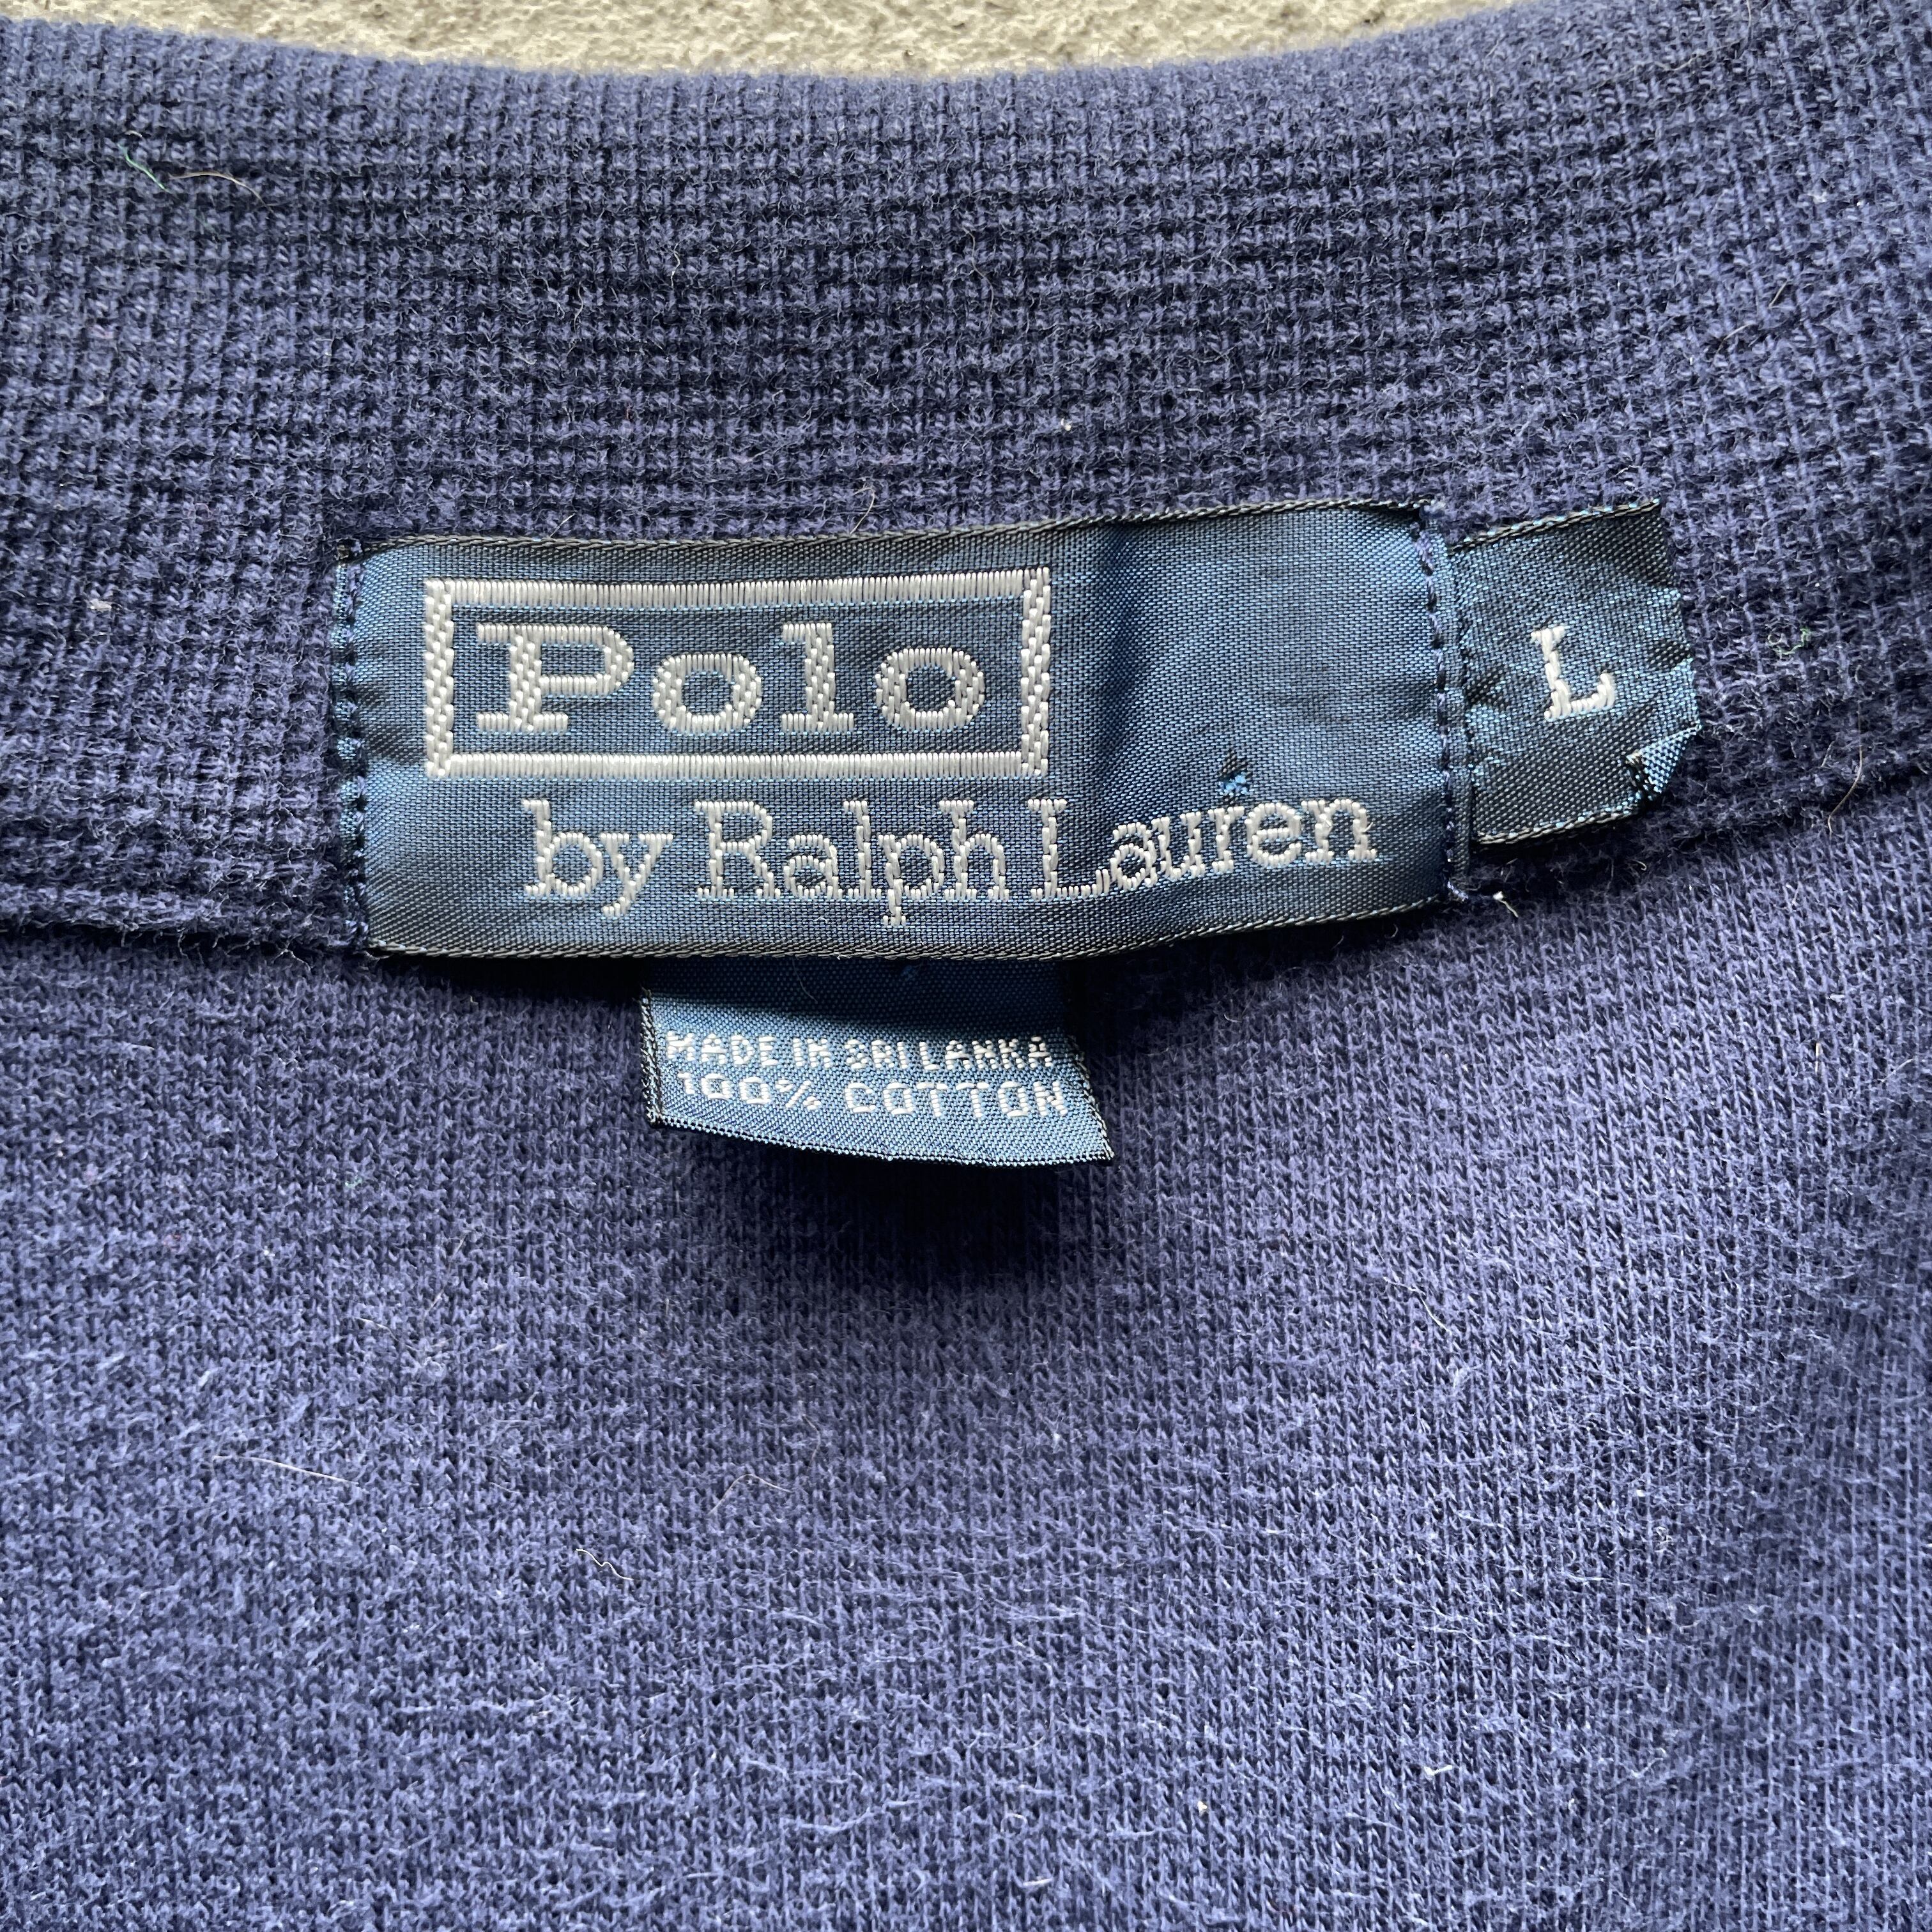 Polo
by Ralph Lauren
L
MADE IN SRI LANKA
100% COTTON